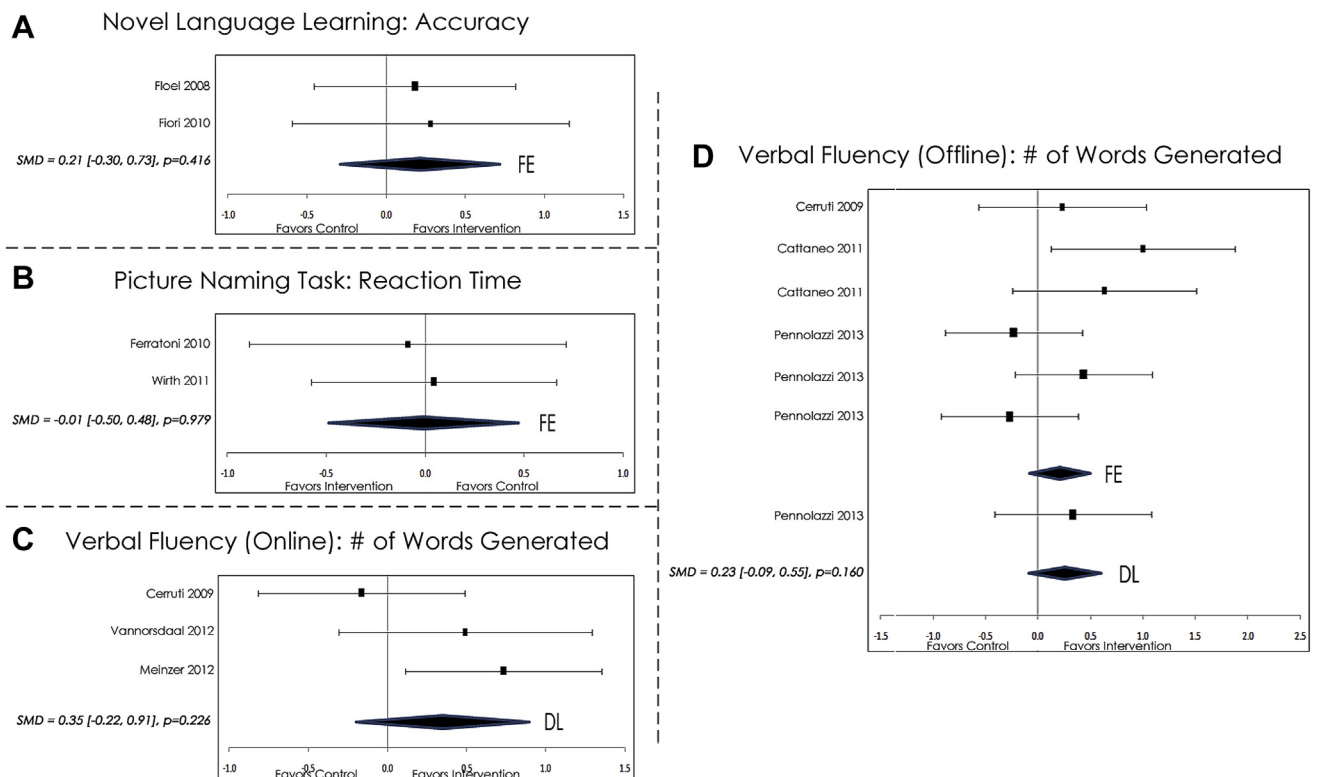 A
Novel Language Learning: Accuracy
Floel 2008
Fiori 2010
SMD = 0.21 [-0.30, 0.73], p=0.416
FE
-1.0 -0.5 0.0 0.5 1.0 1.5
Favors Control Favors Intervention
B
Picture Naming Task: Reaction Time
Ferratoni 2010
Wirth 2011
SMD = -0.01 [-0.50, 0.48], p=0.979
FE
-1.0 -0.5 0.0 0.5 1.0
Favors Intervention Favors Control
C
Verbal Fluency (Online): # of Words Generated
Cerruti 2009
Vannorsdaal 2012
Meinzer 2012
SMD = 0.35 [-0.22, 0.91], p=0.226
DL
-1.0 -0.5 0.0 0.5 1.0 1.5
Favors Control Favors Intervention
D
Verbal Fluency (Offline): # of Words Generated
Cerruti 2009
Cattaneo 2011
Cattaneo 2011
Pennolazzi 2013
Pennolazzi 2013
Pennolazzi 2013
FE
Pennolazzi 2013
SMD = 0.23 [-0.09, 0.55], p=0.160
DL
-1.5 -1.0 -0.5 0.0 0.5 1.0 1.5 2.0 2.5
Favors Control Favors Intervention